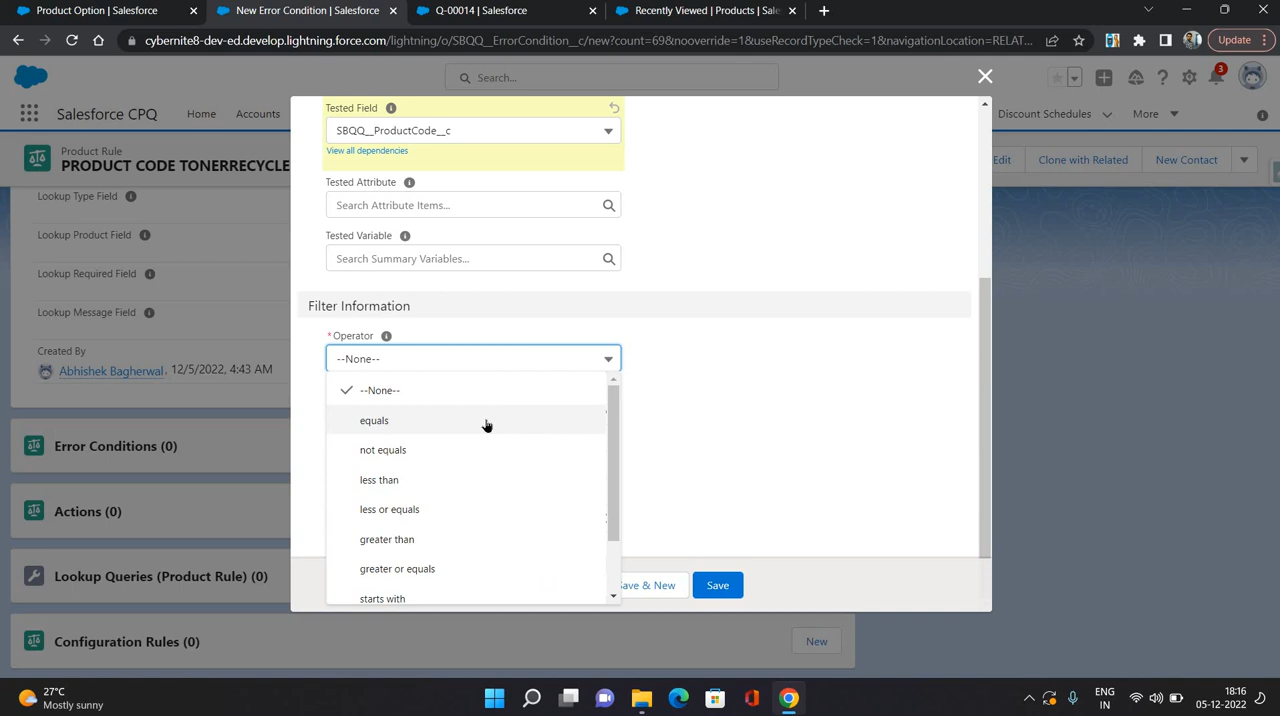 Product Option | Salesforce
New Error Condition | Salesforce
Q-00014 | Salesforce
Recently Viewed | Products | Sale
cybernite8-dev-ed.develop.lightning.force.com/lightning/o/SBQQ__ErrorCondition__c/new?count=69&nooverride=1&useRecordTypeCheck=1&navigationLocation=RELAT...
Update
Search...
3
Salesforce CPQ
Home
Accounts
Discount Schedules
More
Product Rule
PRODUCT CODE TONERRECYCLE
Edit
Clone with Related
New Contact
Lookup Type Field
Lookup Product Field
Lookup Required Field
Lookup Message Field
Created By
Abhishek Bagherwal, 12/5/2022, 4:43 AM
Error Conditions (0)
Actions (0)
Lookup Queries (Product Rule) (0)
Configuration Rules (0)
New
Tested Field
SBQQ__ProductCode__c
View all dependencies
Tested Attribute
Search Attribute Items...
Tested Variable
Search Summary Variables...
Filter Information
*Operator
--None--
--None--
equals
not equals
less than
less or equals
greater than
greater or equals
starts with
Save & New
Save
27°C
Mostly sunny
ENG
IN
18:16
05-12-2022